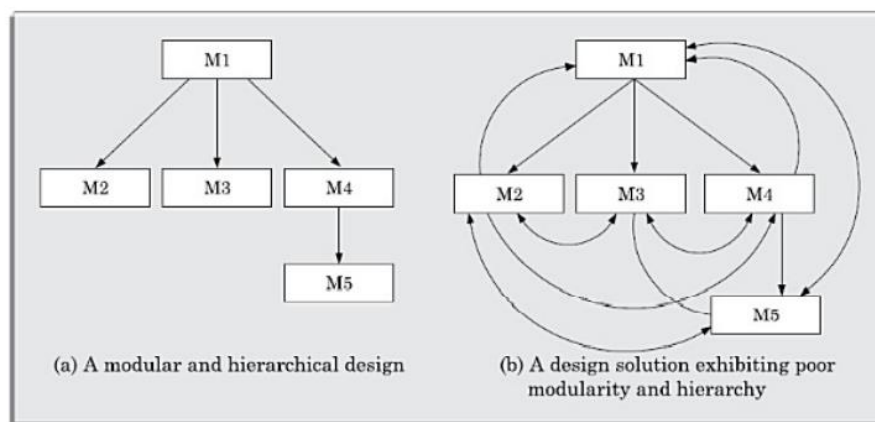 M1
M2 M3 M4
M5
(a) A modular and hierarchical design
M1
M2 M3 M4
M5
(b) A design solution exhibiting poor
modularity and hierarchy